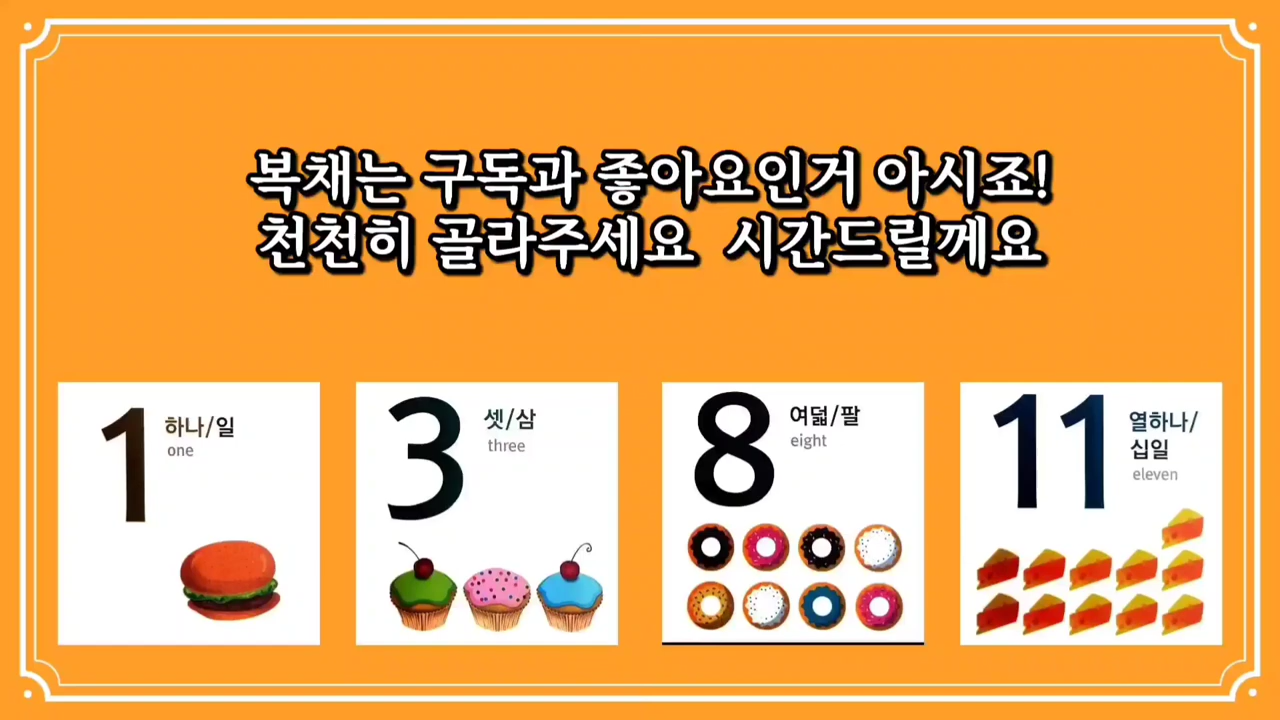 복채는 구독과 좋아요인거 아시죠!
천천히 골라주세요 시간드릴께요
1 하나/일
one
3 셋/삼
three
8 여덟/팔
eight
11 열하나/
십일
eleven